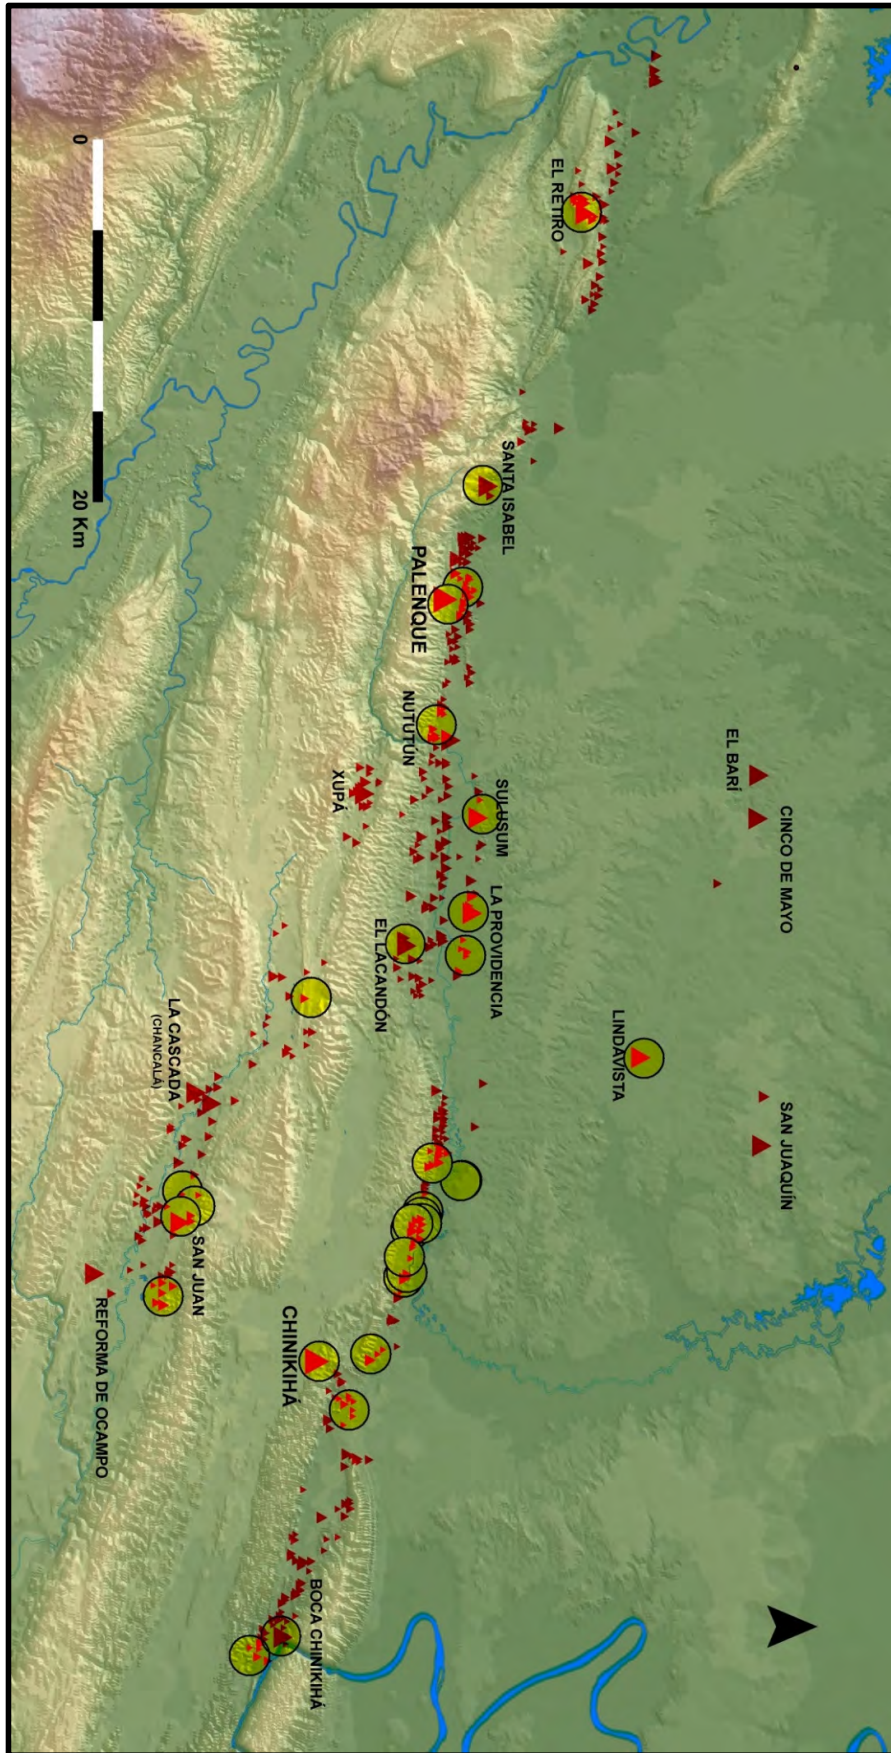 EL RETIRO
0
20 Km
SANTA ISABEL
PALENQUE
NUTUTÚN
XUPÁ
SULUSUM
EL BARÍ
CINCO DE MAYO
LA PROVIDENCIA
EL LACANDÓN
LINDAVISTA
LA CASCADA
(CHANCALÁ)
SAN JUAQUÍN
SAN JUAN
REFORMA DE OCAMPO
CHINIKIHÁ
BOCA CHINIKIHÁ